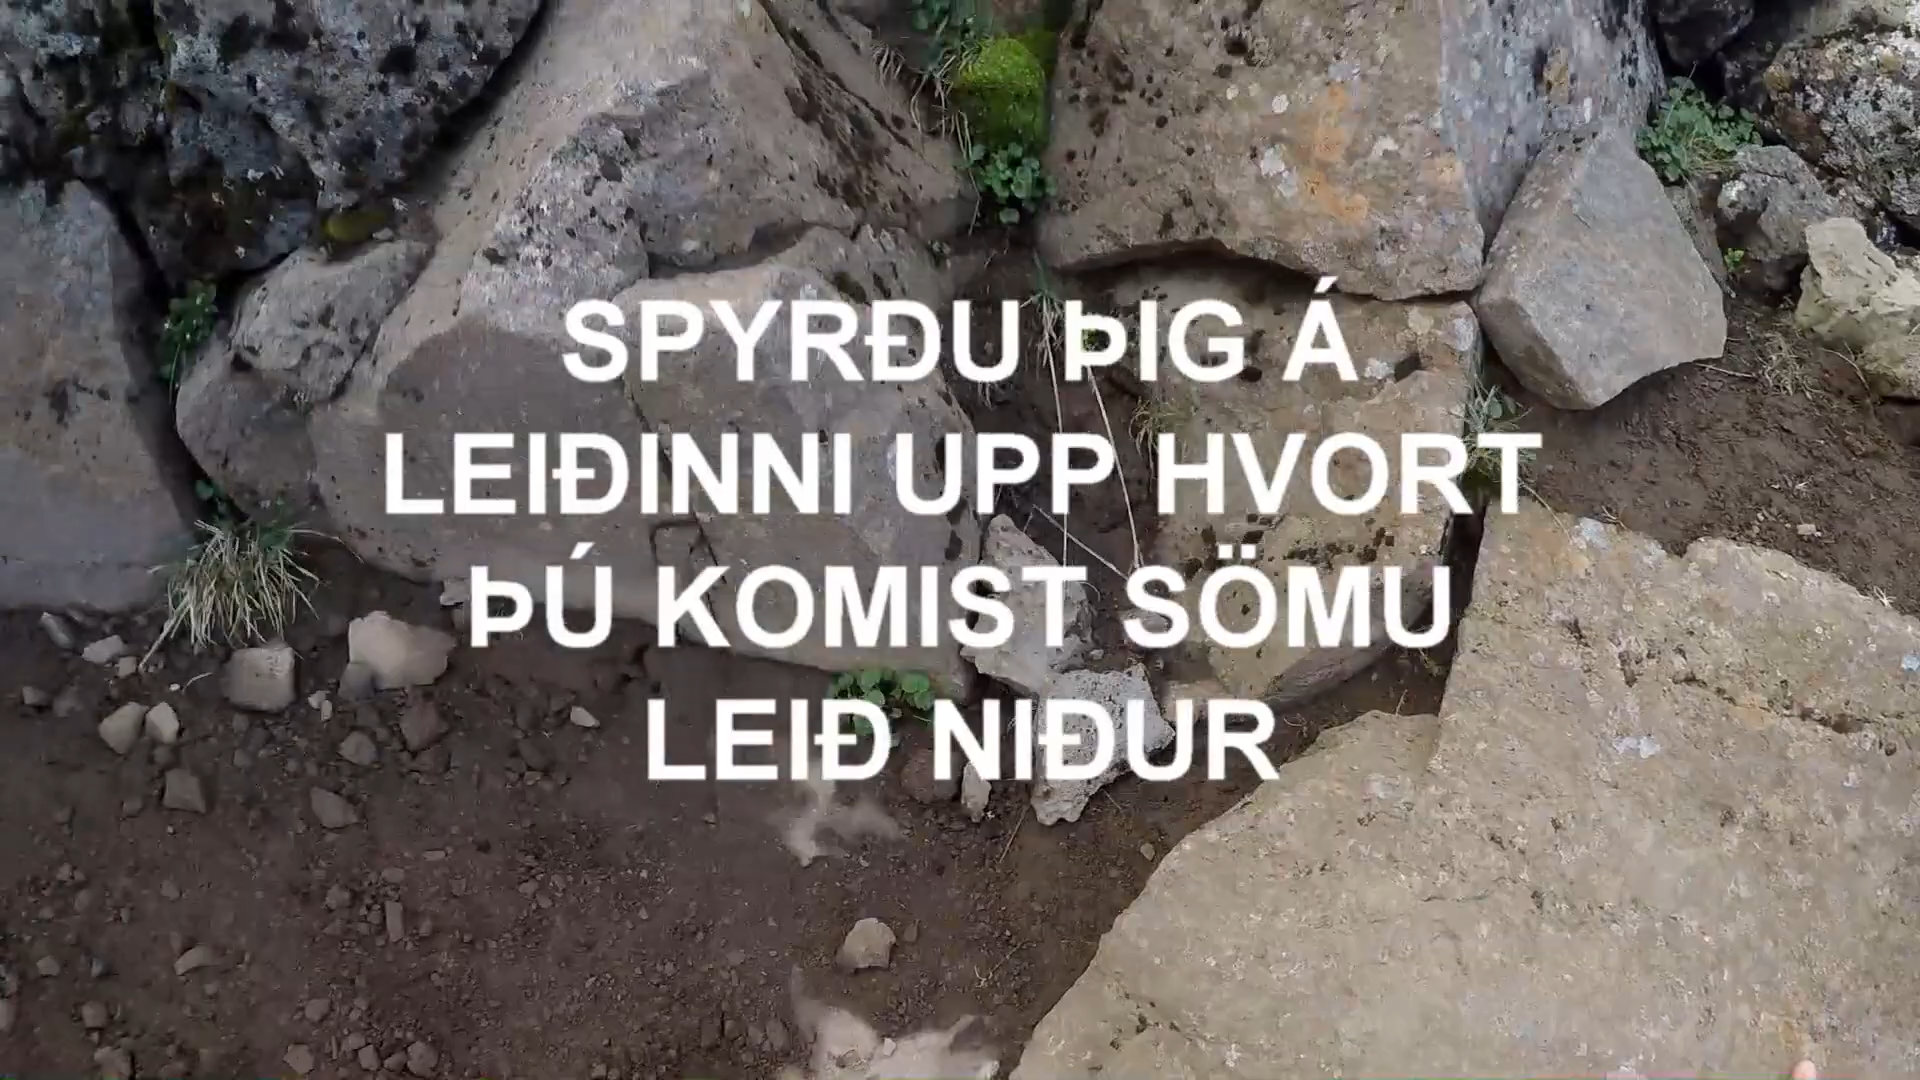 SPYRÐU ÞIG Á
LEIÐINNI UPP HVORT
ÞÚ KOMIST SÖMU
LEIÐ NIÐUR